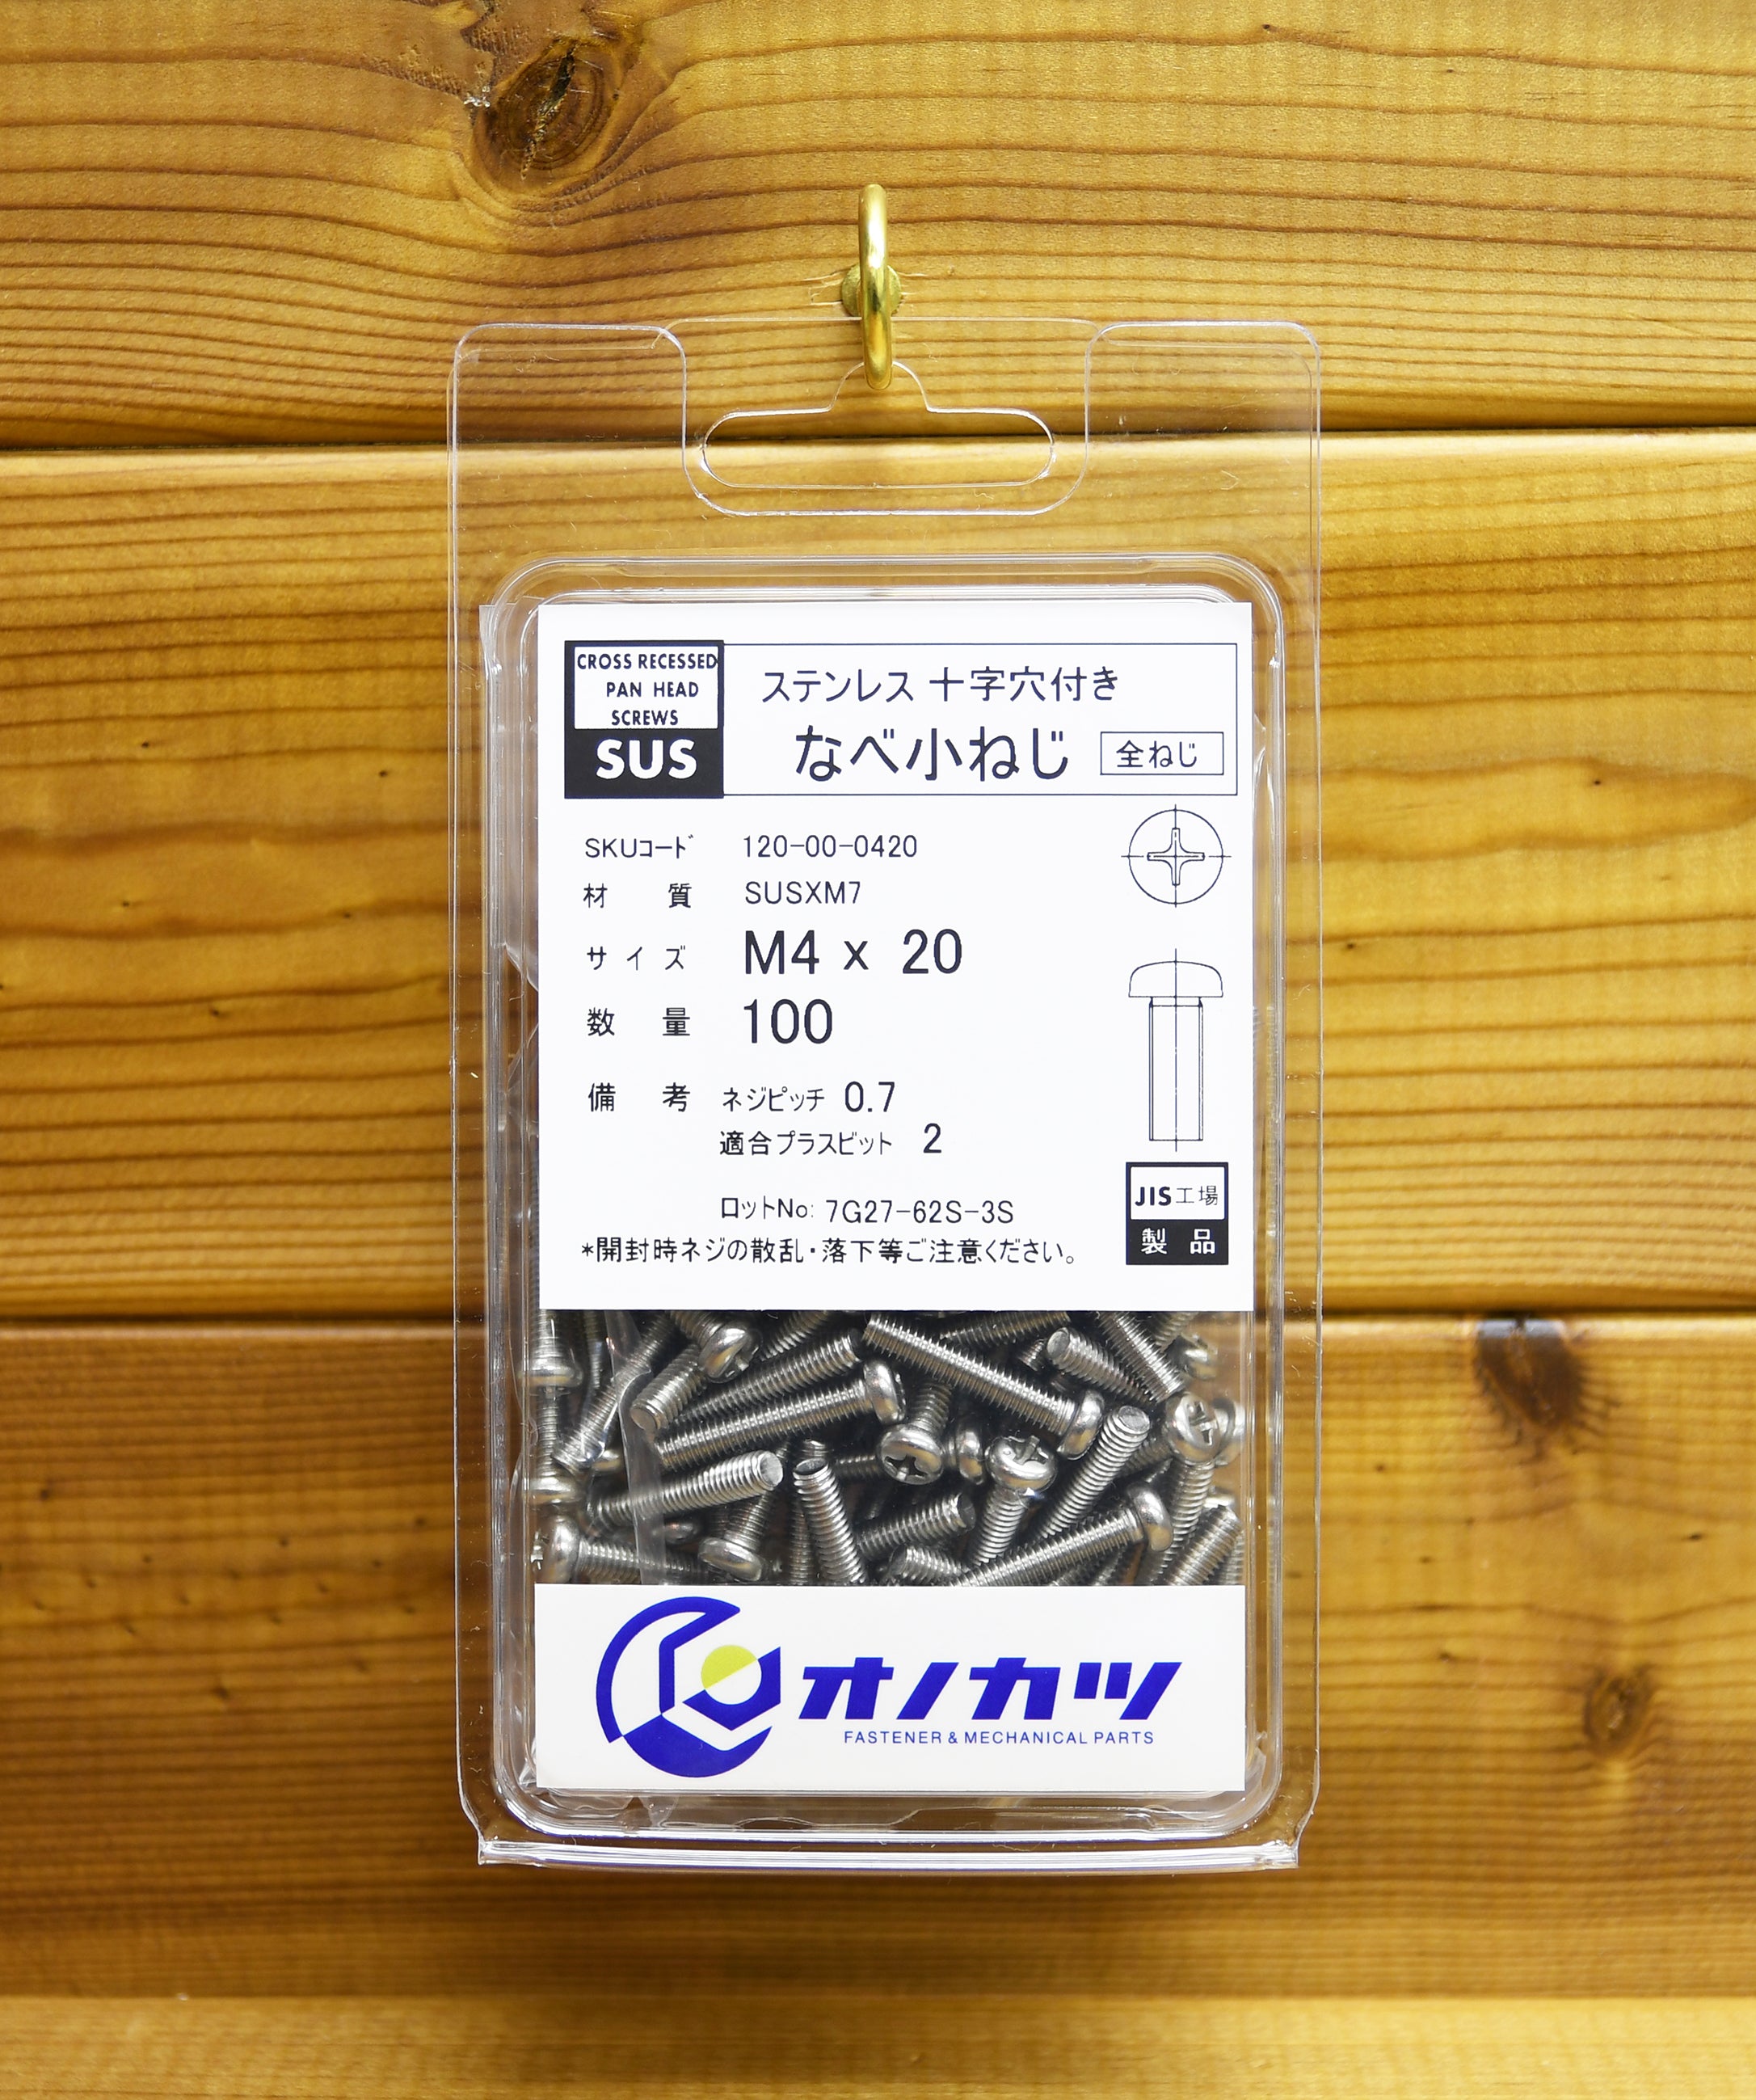 CROSS RECESSED
PAN HEAD
SCREWS
SUS
ステンレス 十字穴付き
なべ小ねじ 全ねじ
SKUコード 120-00-0420
材 質 SUSXM7
サイズ M4 x 20
数 量 100
備 考 ネジピッチ 0.7
適合プラスビット 2
ロットNo: 7G27-62S-3S
*開封時ネジの散乱・落下等ご注意ください。
JIS工場
製 品
オノカツ
FASTENER & MECHANICAL PARTS